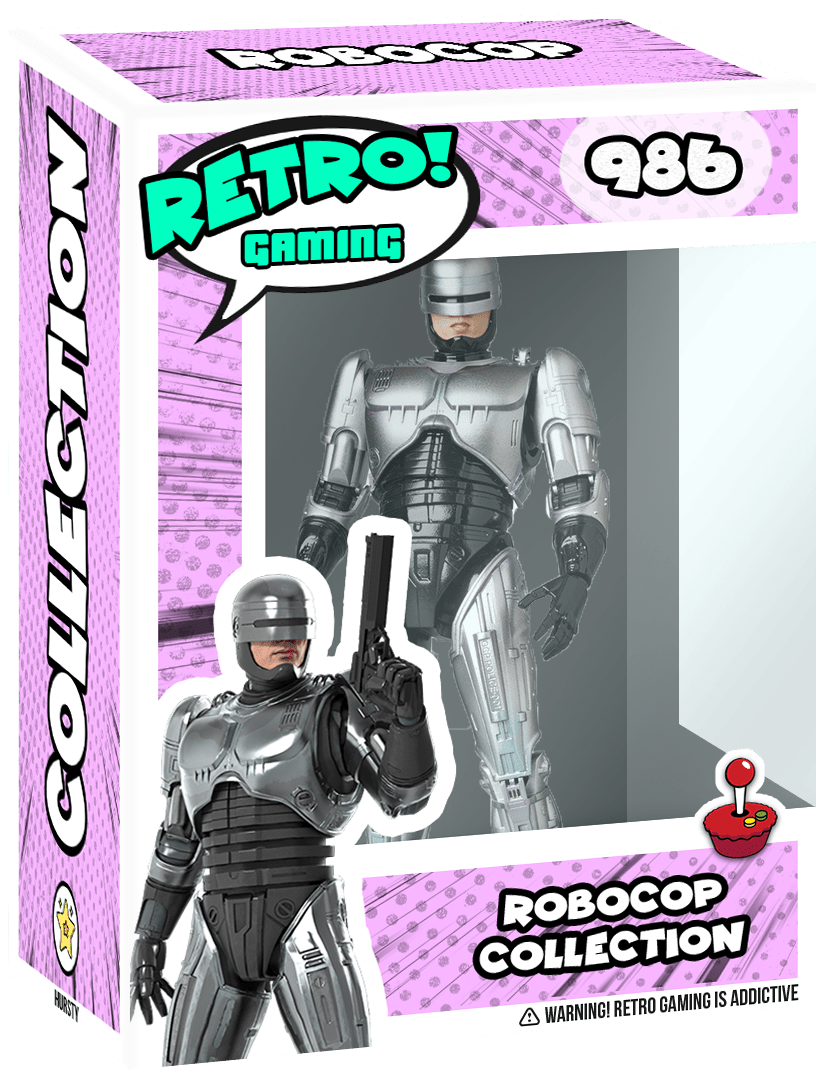 ROBOCOP
RETRO!
GAMING
986
COLLECTION
ROBOCOP
COLLECTION
HURSTY
WARNING! RETRO GAMING IS ADDICTIVE